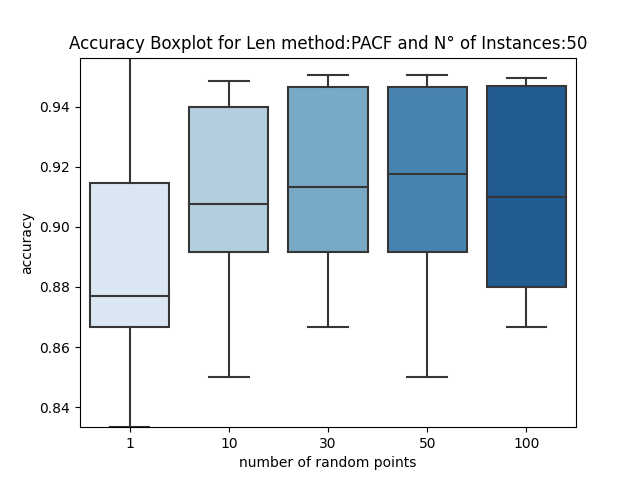 Accuracy Boxplot for Len method:PACF and N° of Instances:50
0.94
0.92
0.90
0.88
0.86
0.84
accuracy
1 10 30 50 100
number of random points